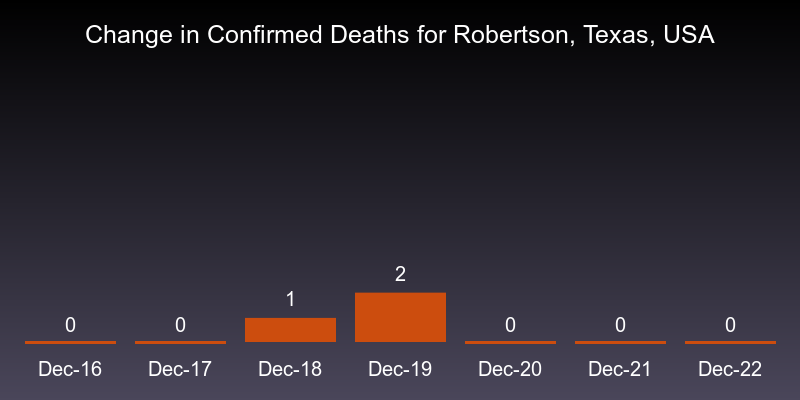 Change in Confirmed Deaths for Robertson, Texas, USA
0 0 1 2 0 0 0
Dec-16 Dec-17 Dec-18 Dec-19 Dec-20 Dec-21 Dec-22